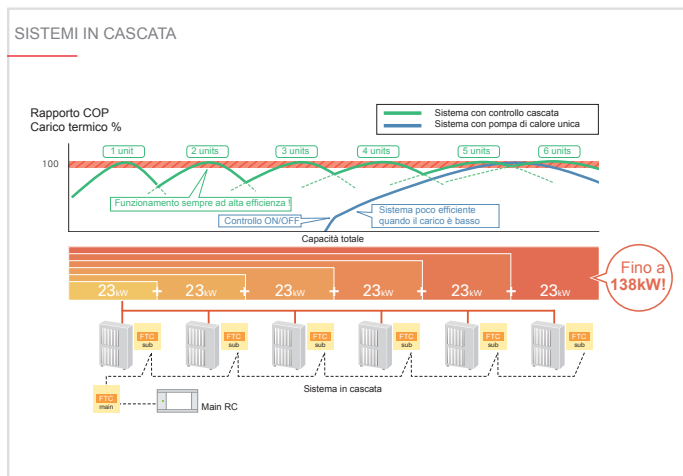 SISTEMI IN CASCATA
Rapporto COP
Carico termico %
Sistema con controllo cascata
Sistema con pompa di calore unica
100
1 unit
2 units
3 units
4 units
5 units
6 units
Funzionamento sempre ad alta efficienza !
Controllo ON/OFF
Sistema poco efficiente
quando il carico è basso
Capacità totale
23kW + 23kW + 23kW + 23kW + 23kW + 23kW
Fino a
138kW!
FTC
sub
FTC
sub
FTC
sub
FTC
sub
FTC
sub
FTC
sub
Sistema in cascata
FTC
main
Main RC